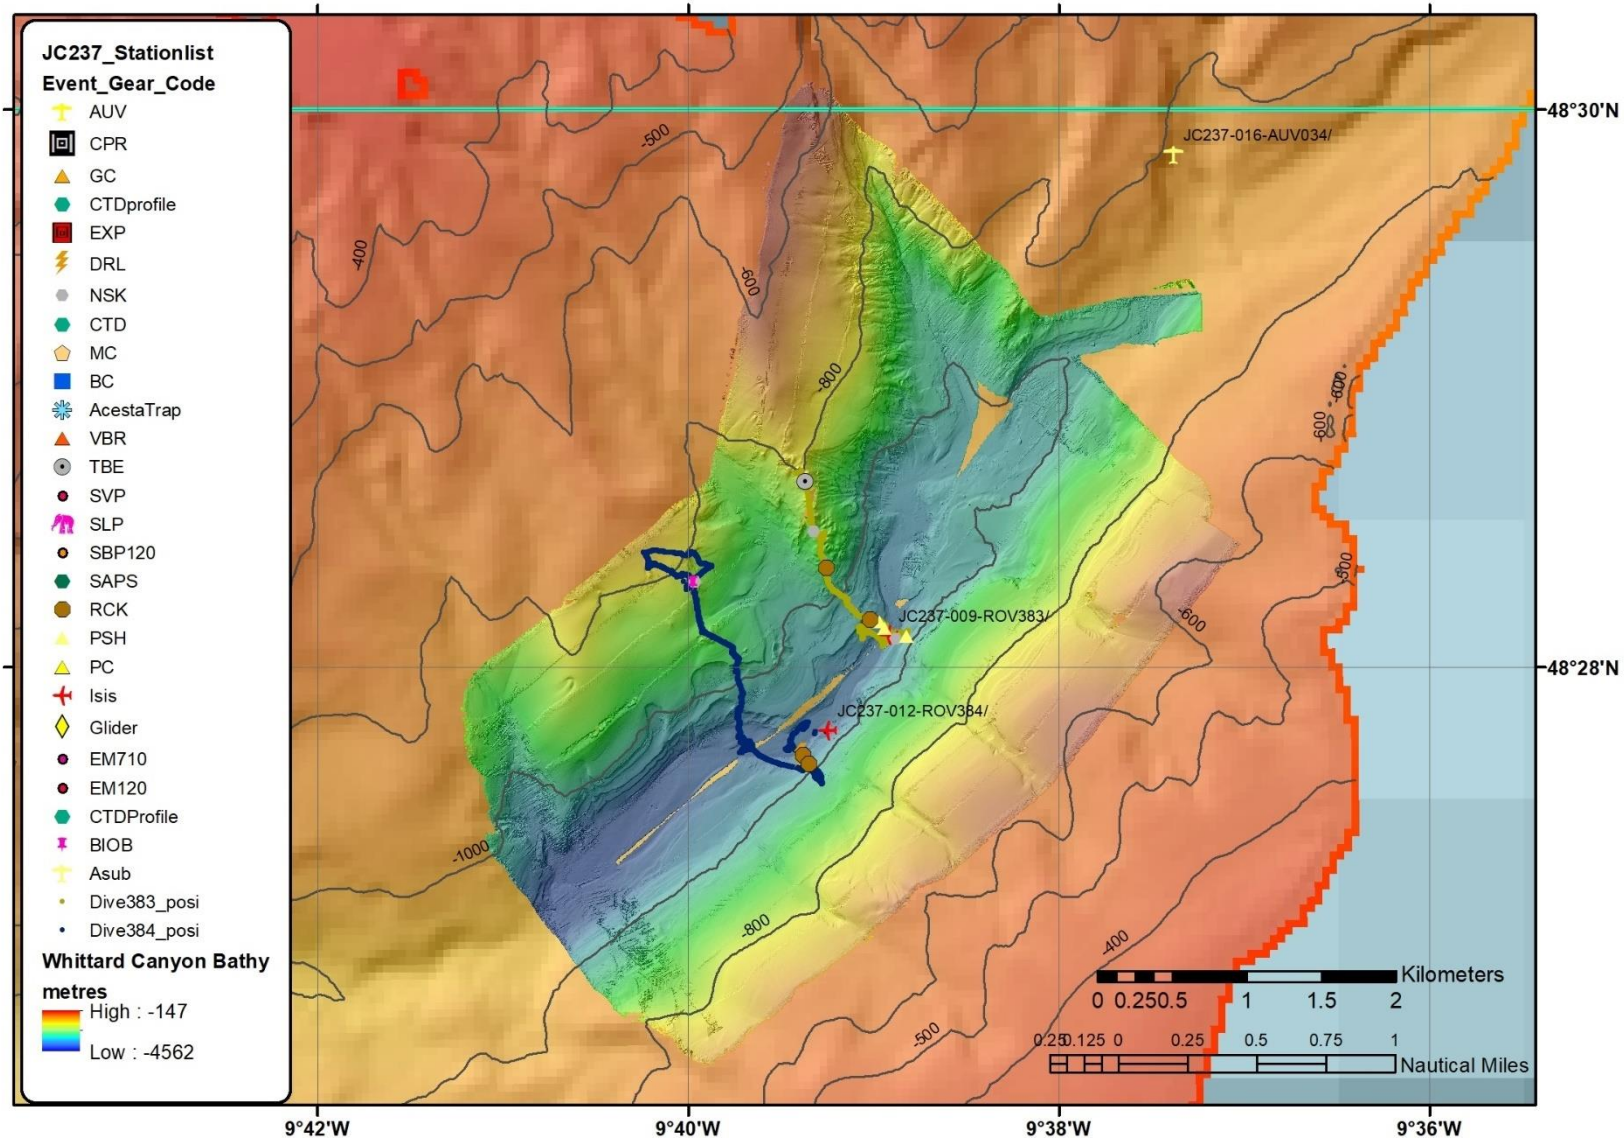 JC237_Stationlist
Event_Gear_Code
AUV
CPR
GC
CTDprofile
EXP
DRL
NSK
CTD
MC
BC
AcestaTrap
VBR
TBE
SVP
SLP
SBP120
SAPS
RCK
PSH
PC
Isis
Glider
EM710
EM120
CTDProfile
BIOB
Asub
Dive383_posi
Dive384_posi
Whittard Canyon Bathy
metres
High : -147
Low : -4562
-500
JC237-016-AUV034/
48°30'N
-400
-600
-800
-600
-600
-500
-600
JC237-009-ROV383/
48°28'N
JC237-012-ROV384/
-1000
-800
-400
-500
Kilometers
0 0.25 0.5 1 1.5 2
0.25 0.125 0 0.25 0.5 0.75 1
Nautical Miles
9°42'W 9°40'W 9°38'W 9°36'W